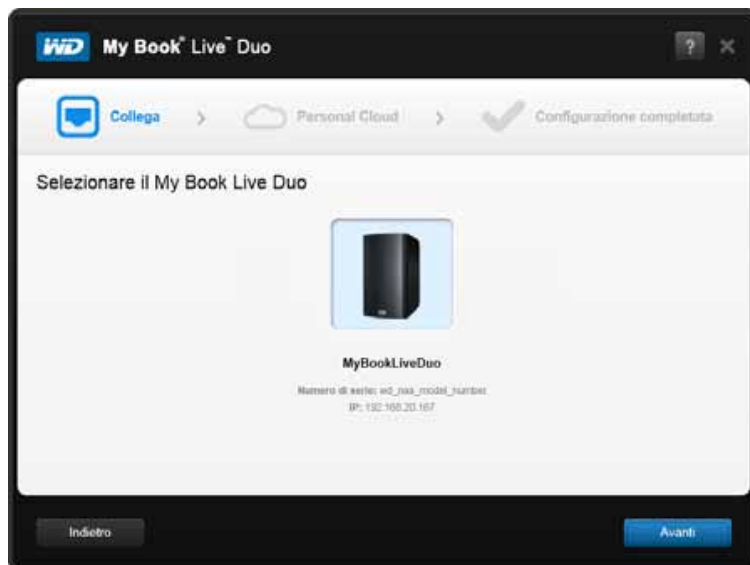 WD My Book® Live™ Duo ?
Collega > Personal Cloud > Configurazione completata
Selezionare il My Book Live Duo
MyBookLiveDuo
Numero di serie: wd_nas_model_number
IP: 192.168.20.167
Indietro Avanti